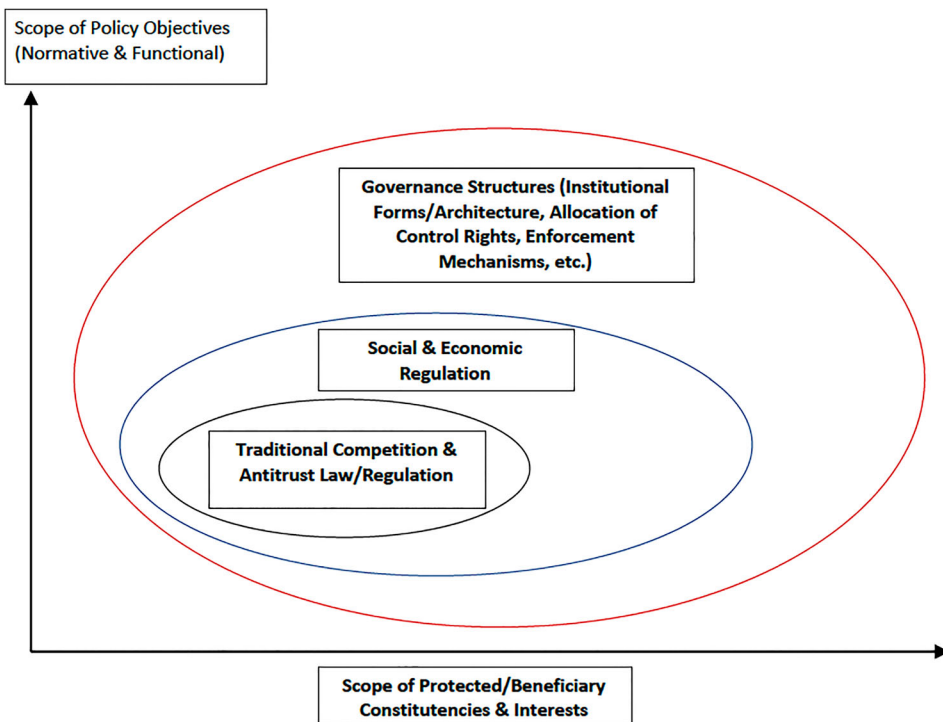 Scope of Policy Objectives
(Normative & Functional)
Governance Structures (Institutional
Forms/Architecture, Allocation of
Control Rights, Enforcement
Mechanisms, etc.)
Social & Economic
Regulation
Traditional Competition &
Antitrust Law/Regulation
Scope of Protected/Beneficiary
Constitutencies & Interests